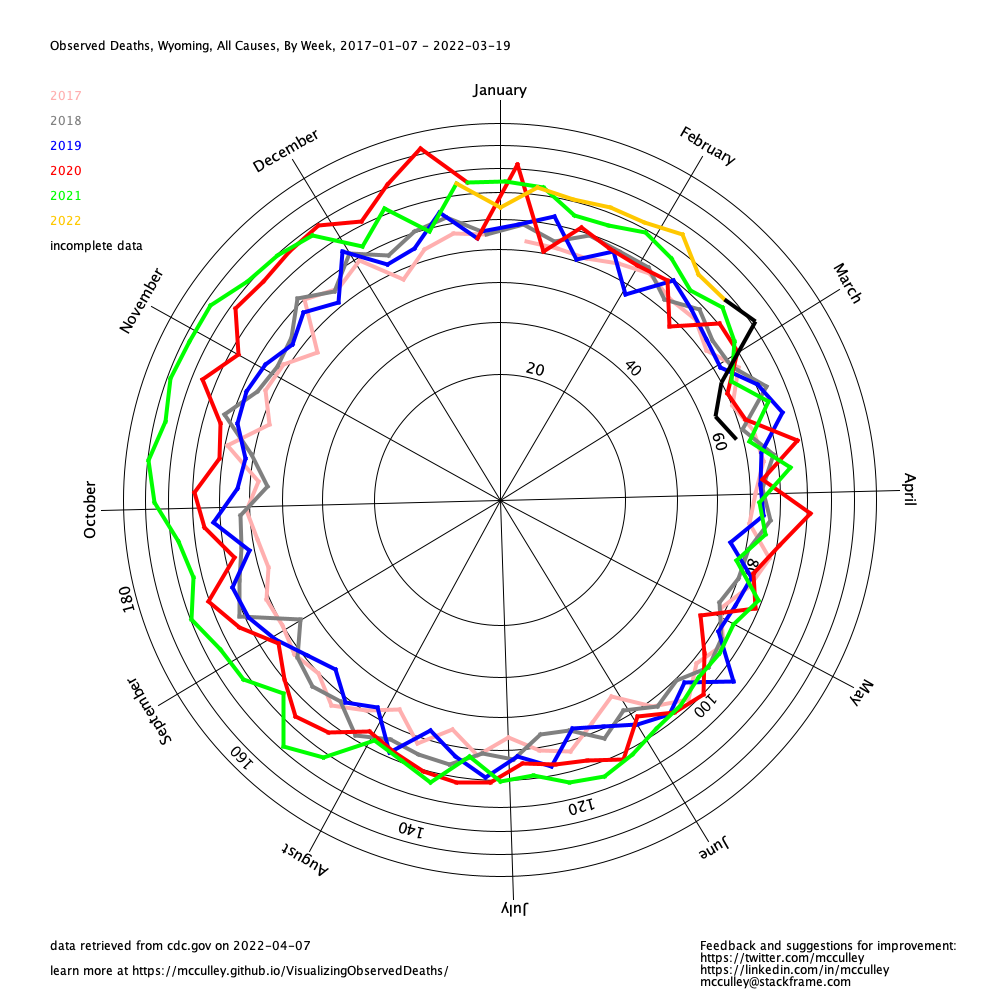 Observed Deaths, Wyoming, All Causes, By Week, 2017-01-07 - 2022-03-19
January
2017
2018
2019
2020
2021
2022
incomplete data
December
February
November
March
20
40
60
October
April
80
180
September
May
100
160
120
140
August
June
July
data retrieved from cdc.gov on 2022-04-07
learn more at https://mcculley.github.io/VisualizingObservedDeaths/
Feedback and suggestions for improvement:
https://twitter.com/mcculley
https://linkedin.com/in/mcculley
mcculley@stackframe.com